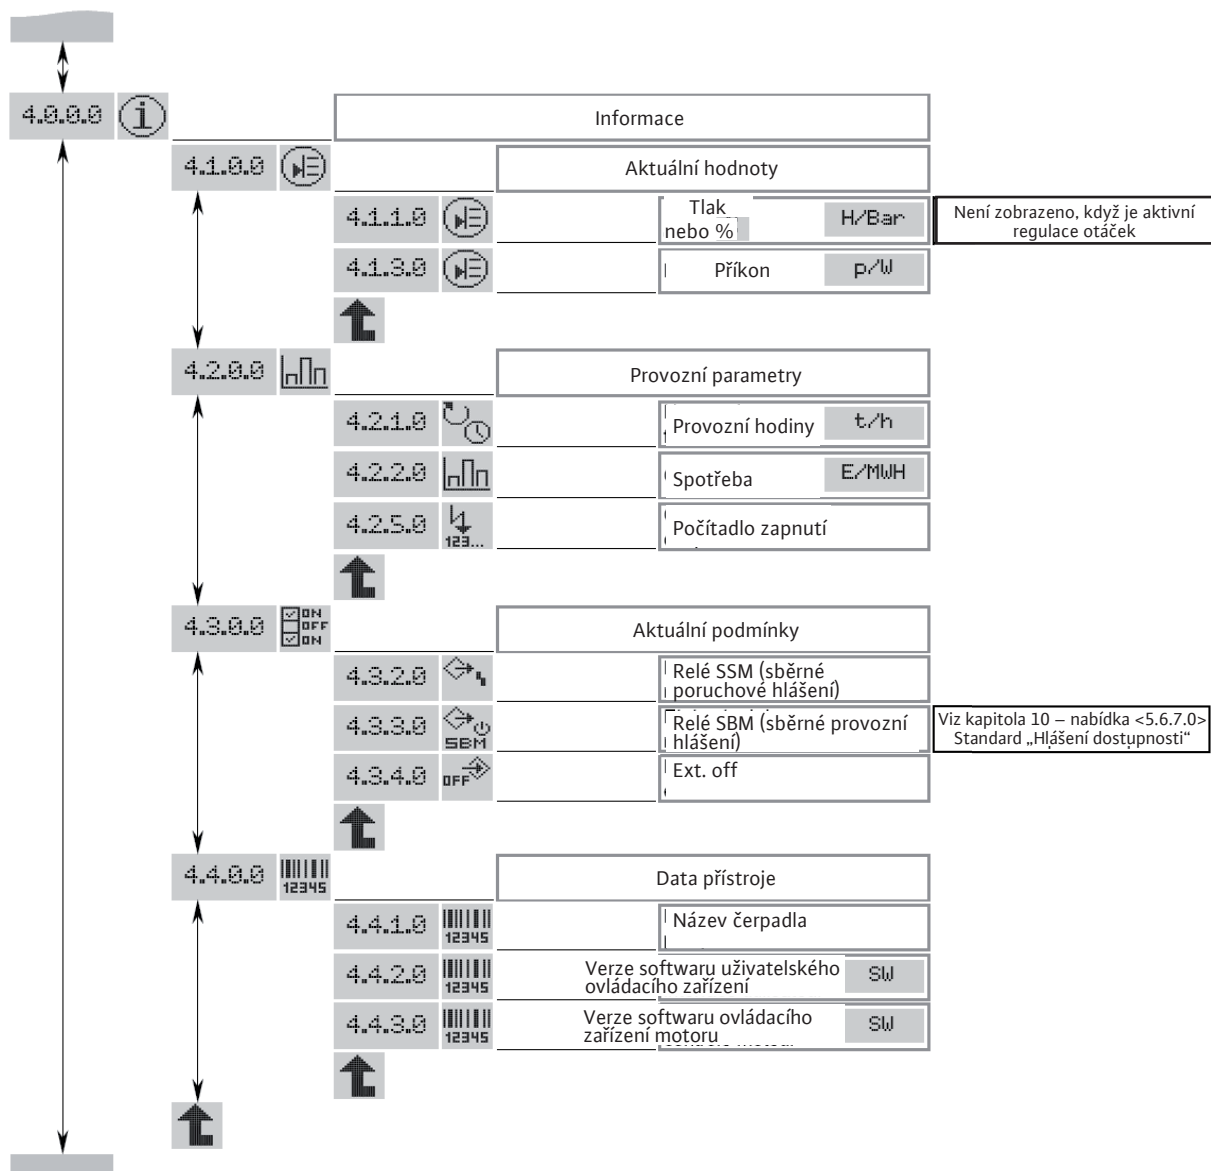 4.0.0.0
Informace
4.1.0.0
Aktuální hodnoty
4.1.1.0
Tlak
nebo %
H/Bar
Není zobrazeno, když je aktivní
regulace otáček
4.1.3.0
Příkon
P/W
4.2.0.0
Provozní parametry
4.2.1.0
Provozní hodiny
t/h
4.2.2.0
Spotřeba
E/MWH
4.2.5.0
123...
Počítadlo zapnutí
4.3.0.0
ON
OFF
ON
Aktuální podmínky
4.3.2.0
Relé SSM (sběrné
poruchové hlášení)
4.3.3.0
SBM
Relé SBM (sběrné provozní
hlášení)
Viz kapitola 10 – nabídka <5.6.7.0>
Standard „Hlášení dostupnosti“
4.3.4.0
OFF
Ext. off
4.4.0.0
12345
Data přístroje
4.4.1.0
12345
Název čerpadla
4.4.2.0
12345
Verze softwaru uživatelského
ovládacího zařízení
SW
4.4.3.0
12345
Verze softwaru ovládacího
zařízení motoru
SW